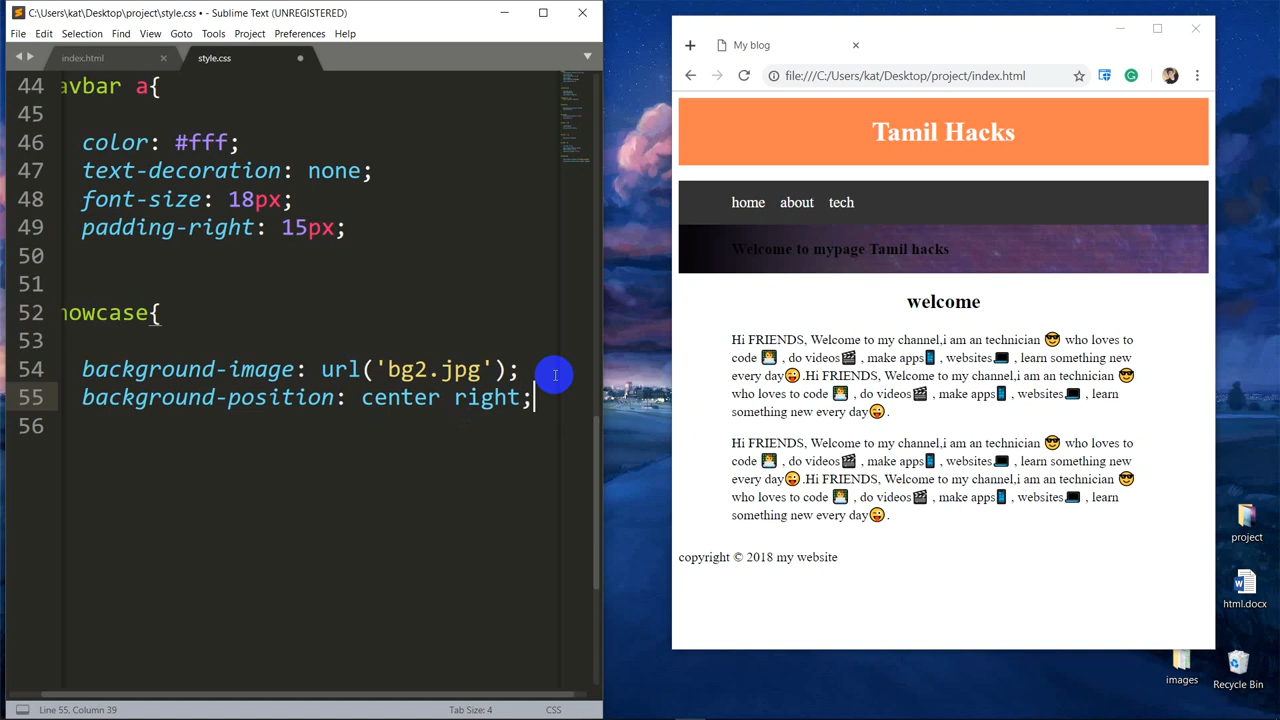 C:\Users\kat\Desktop\project\style.css • - Sublime Text (UNREGISTERED)
File Edit Selection Find View Goto Tools Project Preferences Help
index.html
style.css
44 avbar a{
45
46 color: #fff;
47 text-decoration: none;
48 font-size: 18px;
49 padding-right: 15px;
50
51
52 howcase{
53
54 background-image: url('bg2.jpg');
55 background-position: center right;
56
Line 55, Column 39
Tab Size: 4
CSS
My blog
file:///C:/Users/kat/Desktop/project/index.html
Tamil Hacks
home about tech
Welcome to mypage Tamil hacks
welcome
Hi FRIENDS, Welcome to my channel,i am an technician 😎 who loves to
code 👨‍💻 , do videos🎬 , make apps📱 , websites💻 , learn something new
every day😜.Hi FRIENDS, Welcome to my channel,i am an technician 😎
who loves to code 👨‍💻 , do videos🎬 , make apps📱 , websites💻 , learn
something new every day😜.
Hi FRIENDS, Welcome to my channel,i am an technician 😎 who loves to
code 👨‍💻 , do videos🎬 , make apps📱 , websites💻 , learn something new
every day😜.Hi FRIENDS, Welcome to my channel,i am an technician 😎
who loves to code 👨‍💻 , do videos🎬 , make apps📱 , websites💻 , learn
something new every day😜.
copyright © 2018 my website
project
html.docx
images
Recycle Bin